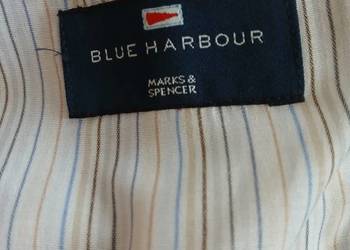 BLUE HARBOUR
MARKS &
SPENCER